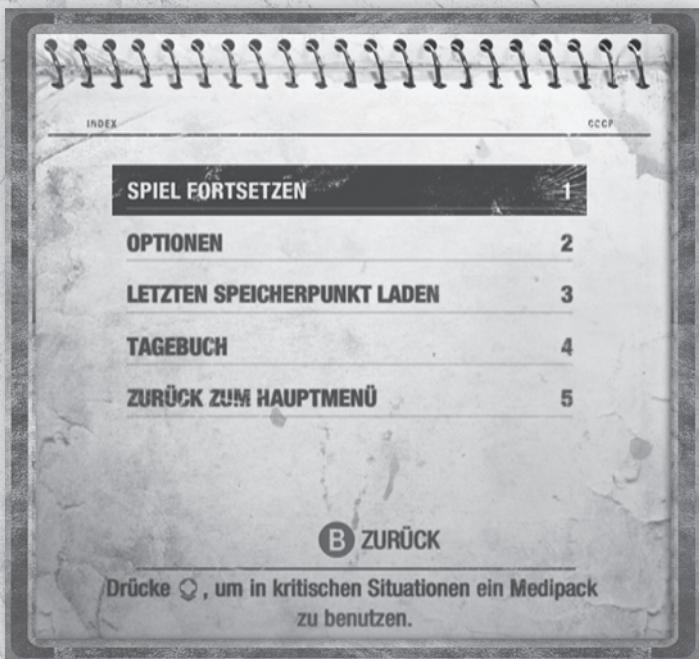 INDEX CCCP
SPIEL FORTSETZEN 1
OPTIONEN 2
LETZTEN SPEICHERPUNKT LADEN 3
TAGEBUCH 4
ZURÜCK ZUM HAUPTMENÜ 5
B ZURÜCK
Drücke , um in kritischen Situationen ein Medipack
zu benutzen.